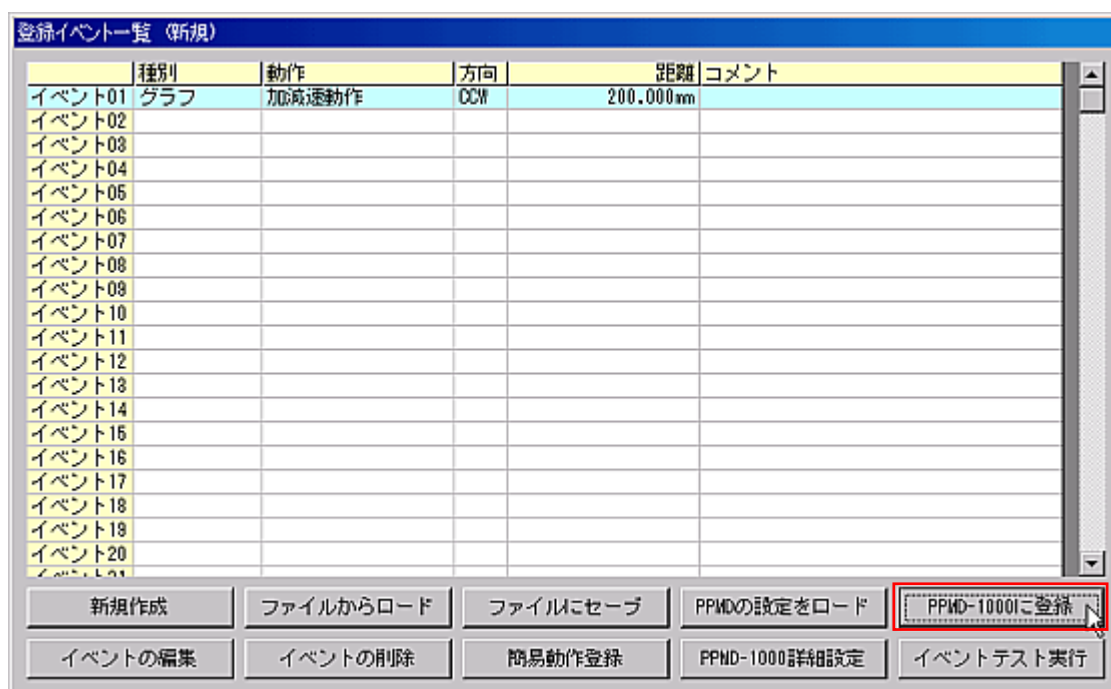 登録イベント一覧 (新規)
種別 動作 方向 距離 コメント
イベント01 グラフ 加減速動作 CCW 200.000mm
イベント02
イベント03
イベント04
イベント05
イベント06
イベント07
イベント08
イベント09
イベント10
イベント11
イベント12
イベント13
イベント14
イベント15
イベント16
イベント17
イベント18
イベント19
イベント20
新規作成 ファイルからロード ファイルにセーブ PPMDの設定をロード PPMD-1000に登録
イベントの編集 イベントの削除 簡易動作登録 PPMD-1000詳細設定 イベントテスト実行